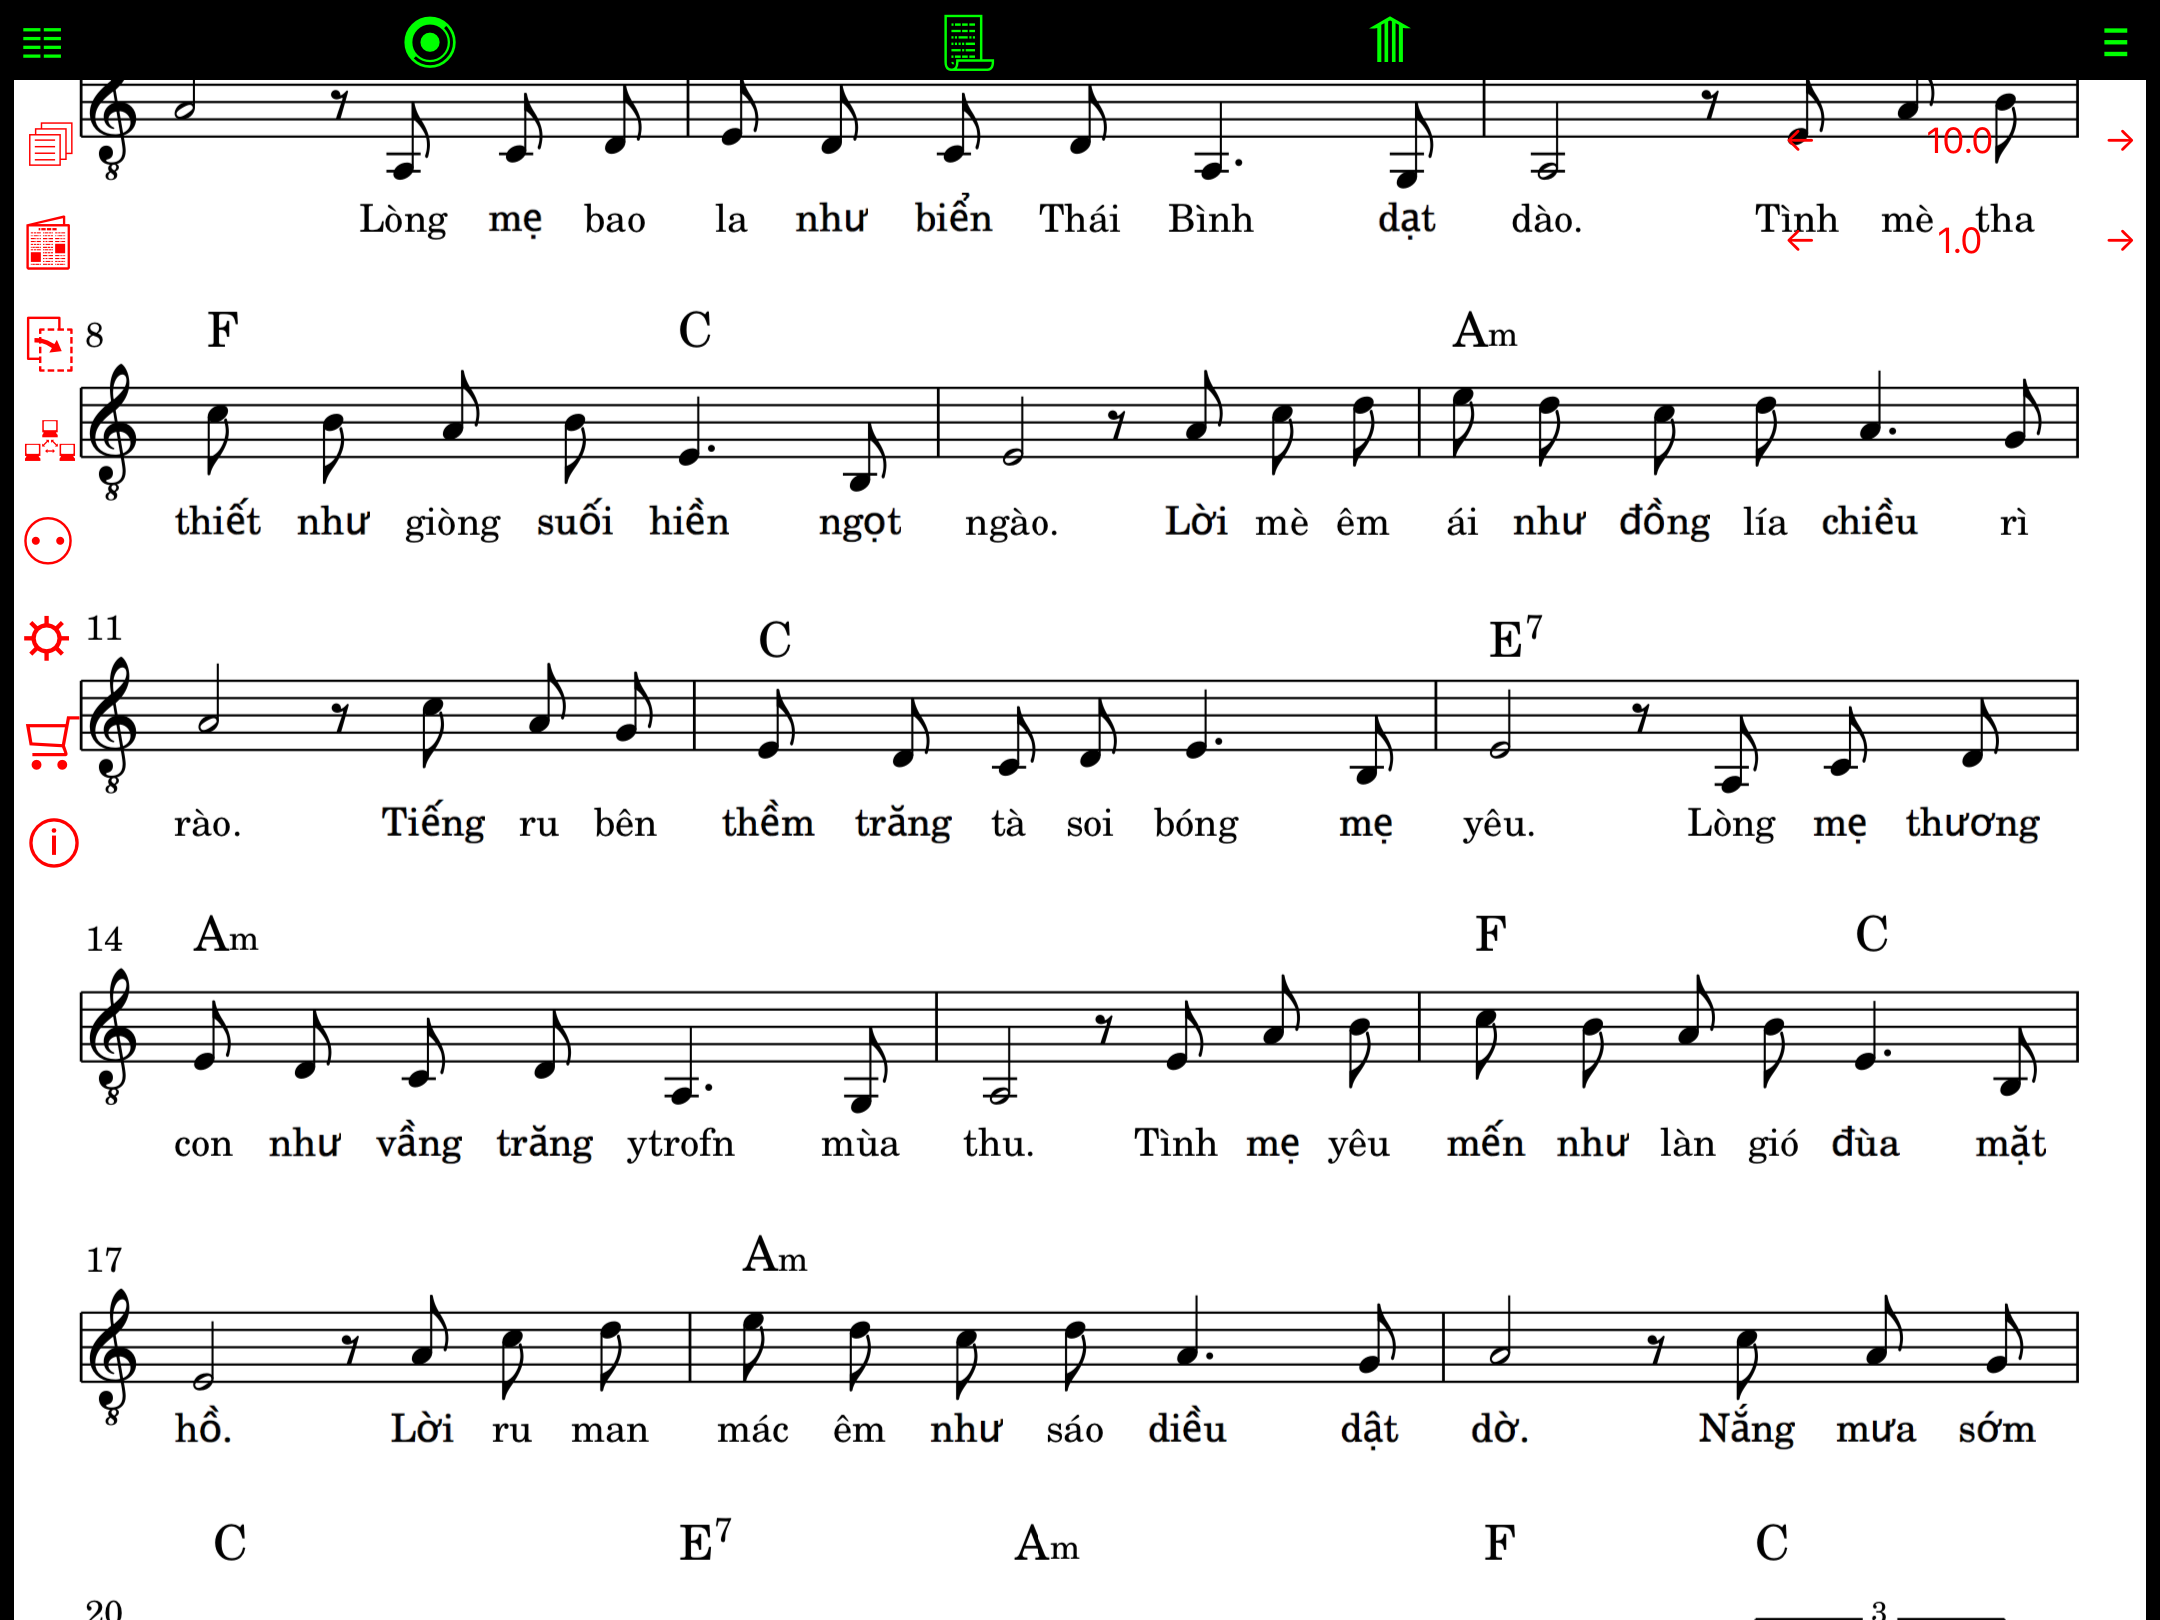 Lòng mẹ bao la như biển Thái Bình dạt dào. Tình mè tha
10.0
1.0
8 F C Am
thiết như giòng suối hiền ngọt ngào. Lời mè êm ái như đồng lía chiều rì
11 C E7
rào. Tiếng ru bên thềm trăng tà soi bóng mẹ yêu. Lòng mẹ thương
14 Am F C
con như vầng trăng ytrofn mùa thu. Tình mẹ yêu mến như làn gió đùa mặt
17 Am
hồ. Lời ru man mác êm như sáo diều dật dờ. Nắng mưa sớm
C E7 Am F C
20 3